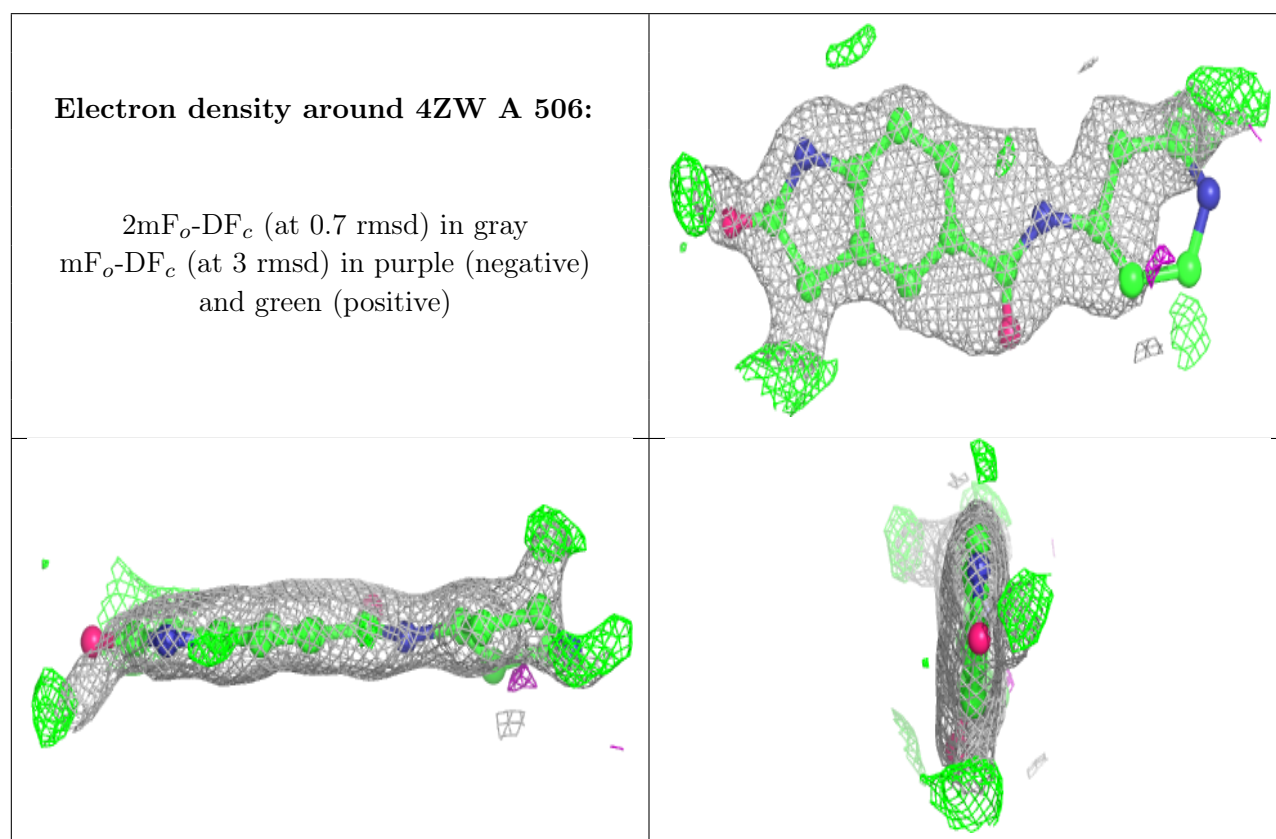 Electron density around 4ZW A 506:
2mFo-DFc (at 0.7 rmsd) in gray
mFo-DFc (at 3 rmsd) in purple (negative)
and green (positive)